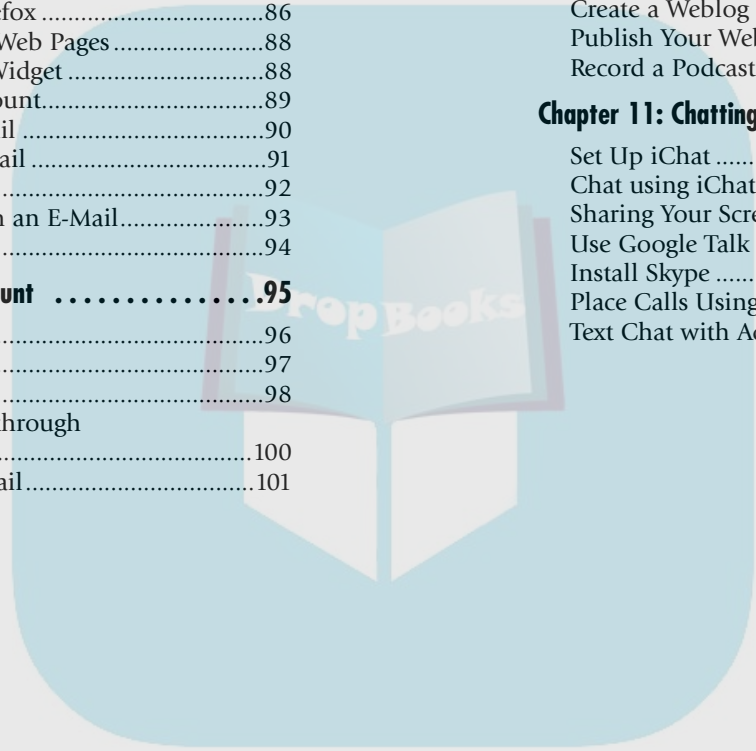 efox ..............................................86
Web Pages ..............................88
Widget .......................................88
ount............................................89
il ................................................90
ail ...............................................91
....................................................92
n an E-Mail.............................93
....................................................94
unt ...............95
....................................................96
....................................................97
....................................................98
through
..................................................100
ail..............................................101
Create a Weblog
Publish Your Web
Record a Podcast
Chapter 11: Chatting
Set Up iChat .......
Chat using iChat
Sharing Your Scre
Use Google Talk
Install Skype .......
Place Calls Using
Text Chat with Ad
DropBooks